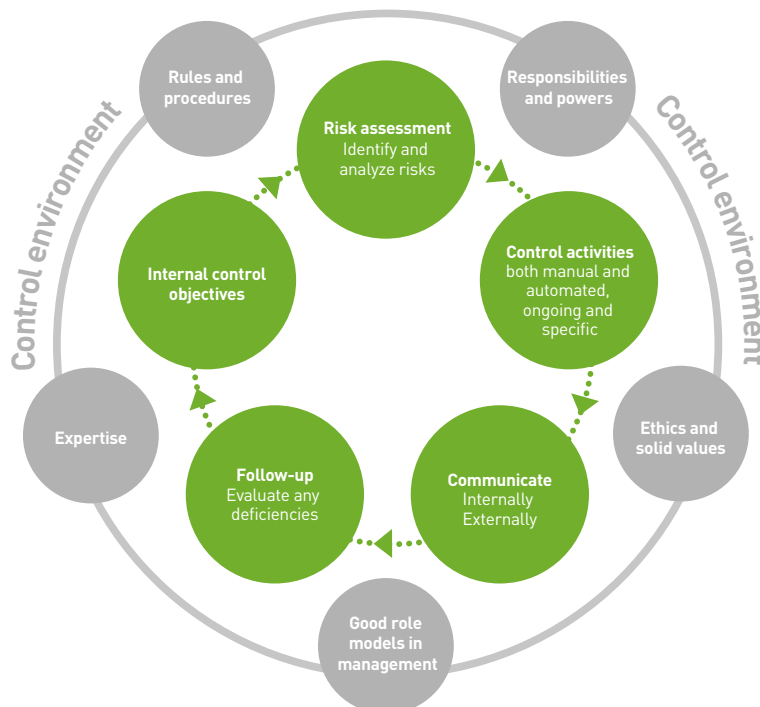 Rules and
procedures
Responsibilities
and powers
Control environment
Control environment
Risk assessment
Identify and
analyze risks
Internal control
objectives
Control activities
both manual and
automated,
ongoing and
specific
Expertise
Ethics and
solid values
Follow-up
Evaluate any
deficiencies
Communicate
Internally
Externally
Good role
models in
management